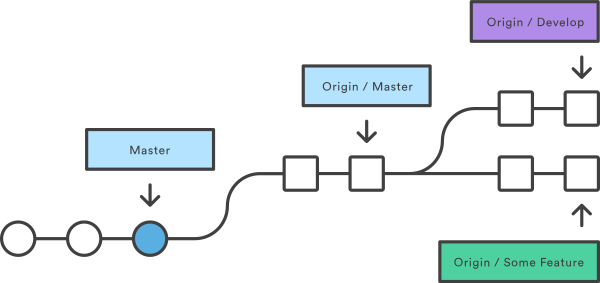 Origin / Develop
Origin / Master
Master
Origin / Some Feature